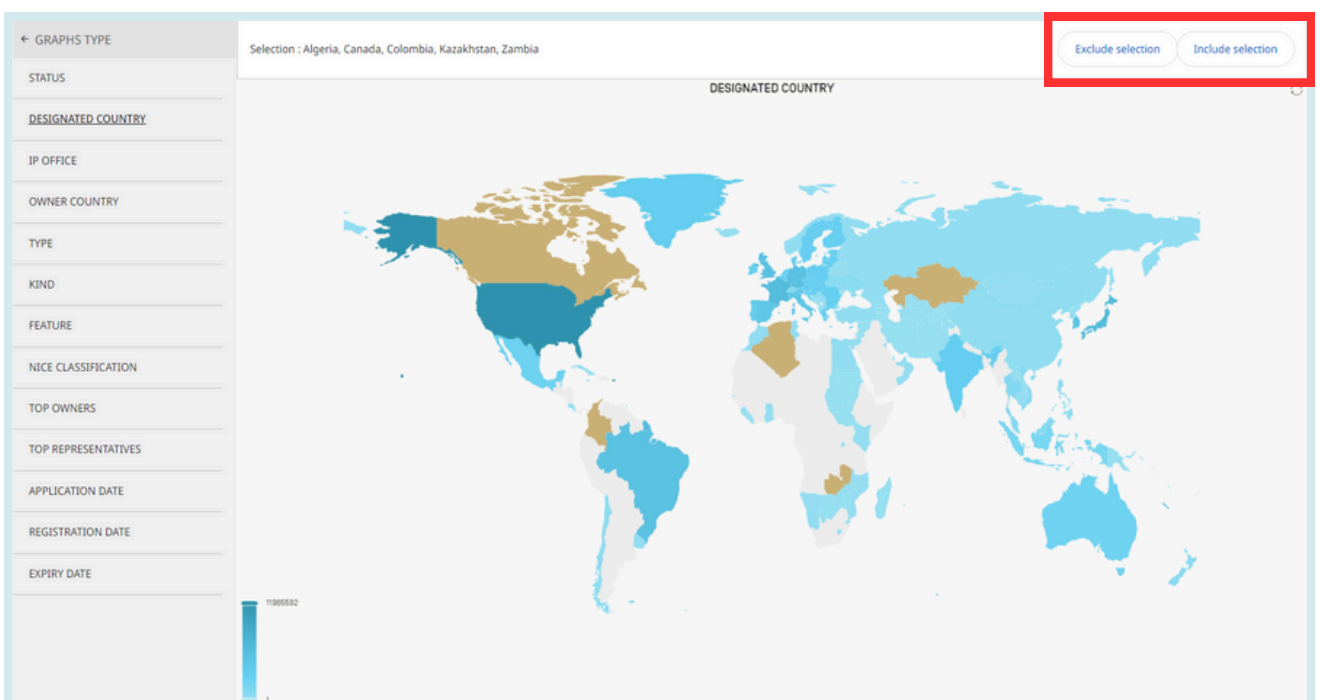 ← GRAPHS TYPE
STATUS
DESIGNATED COUNTRY
IP OFFICE
OWNER COUNTRY
TYPE
KIND
FEATURE
NICE CLASSIFICATION
TOP OWNERS
TOP REPRESENTATIVES
APPLICATION DATE
REGISTRATION DATE
EXPIRY DATE
Selection : Algeria, Canada, Colombia, Kazakhstan, Zambia
Exclude selection
Include selection
DESIGNATED COUNTRY